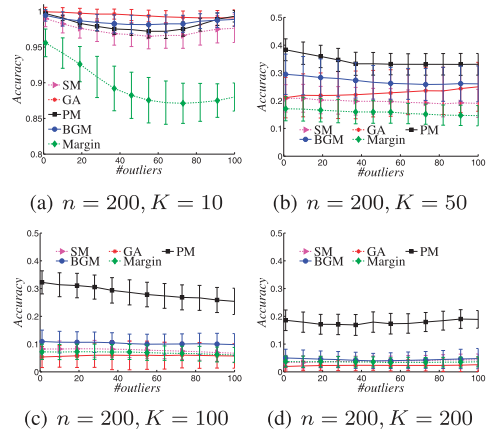 1
0.95
0.9
0.85
0.8
Accuracy
SM
GA
PM
BGM
Margin
0 20 40 60 80 100
#outliers
(a) n = 200, K = 10
0.5
0.4
0.3
0.2
0.1
0
Accuracy
SM GA PM
BGM Margin
0 20 40 60 80 100
#outliers
(b) n = 200, K = 50
0.5
0.4
0.3
0.2
0.1
0
Accuracy
SM GA PM
BGM Margin
0 20 40 60 80 100
#outliers
(c) n = 200, K = 100
0.5
0.4
0.3
0.2
0.1
0
Accuracy
SM GA PM
BGM Margin
0 20 40 60 80 100
#outliers
(d) n = 200, K = 200